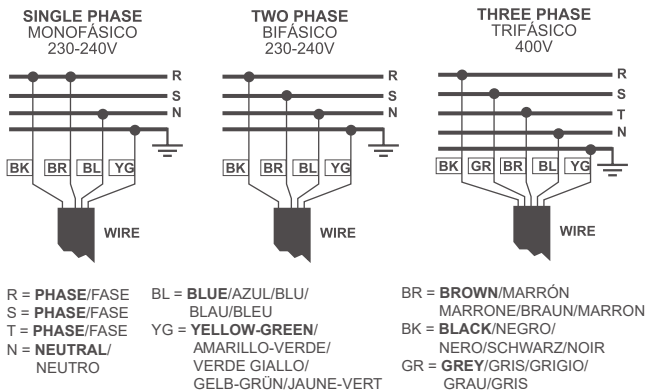 SINGLE PHASE
MONOFÁSICO
230-240V
R
S
N
BK BR BL YG
WIRE
TWO PHASE
BIFÁSICO
230-240V
R
S
N
BK BR BL YG
WIRE
THREE PHASE
TRIFÁSICO
400V
R
S
T
N
BK GR BR BL YG
WIRE
R = PHASE/FASE
S = PHASE/FASE
T = PHASE/FASE
N = NEUTRAL/
NEUTRO
BL = BLUE/AZUL/BLU/
BLAU/BLEU
YG = YELLOW-GREEN/
AMARILLO-VERDE/
VERDE GIALLO/
GELB-GRÜN/JAUNE-VERT
BR = BROWN/MARRÓN
MARRONE/BRAUN/MARRON
BK = BLACK/NEGRO/
NERO/SCHWARZ/NOIR
GR = GREY/GRIS/GRIGIO/
GRAU/GRIS